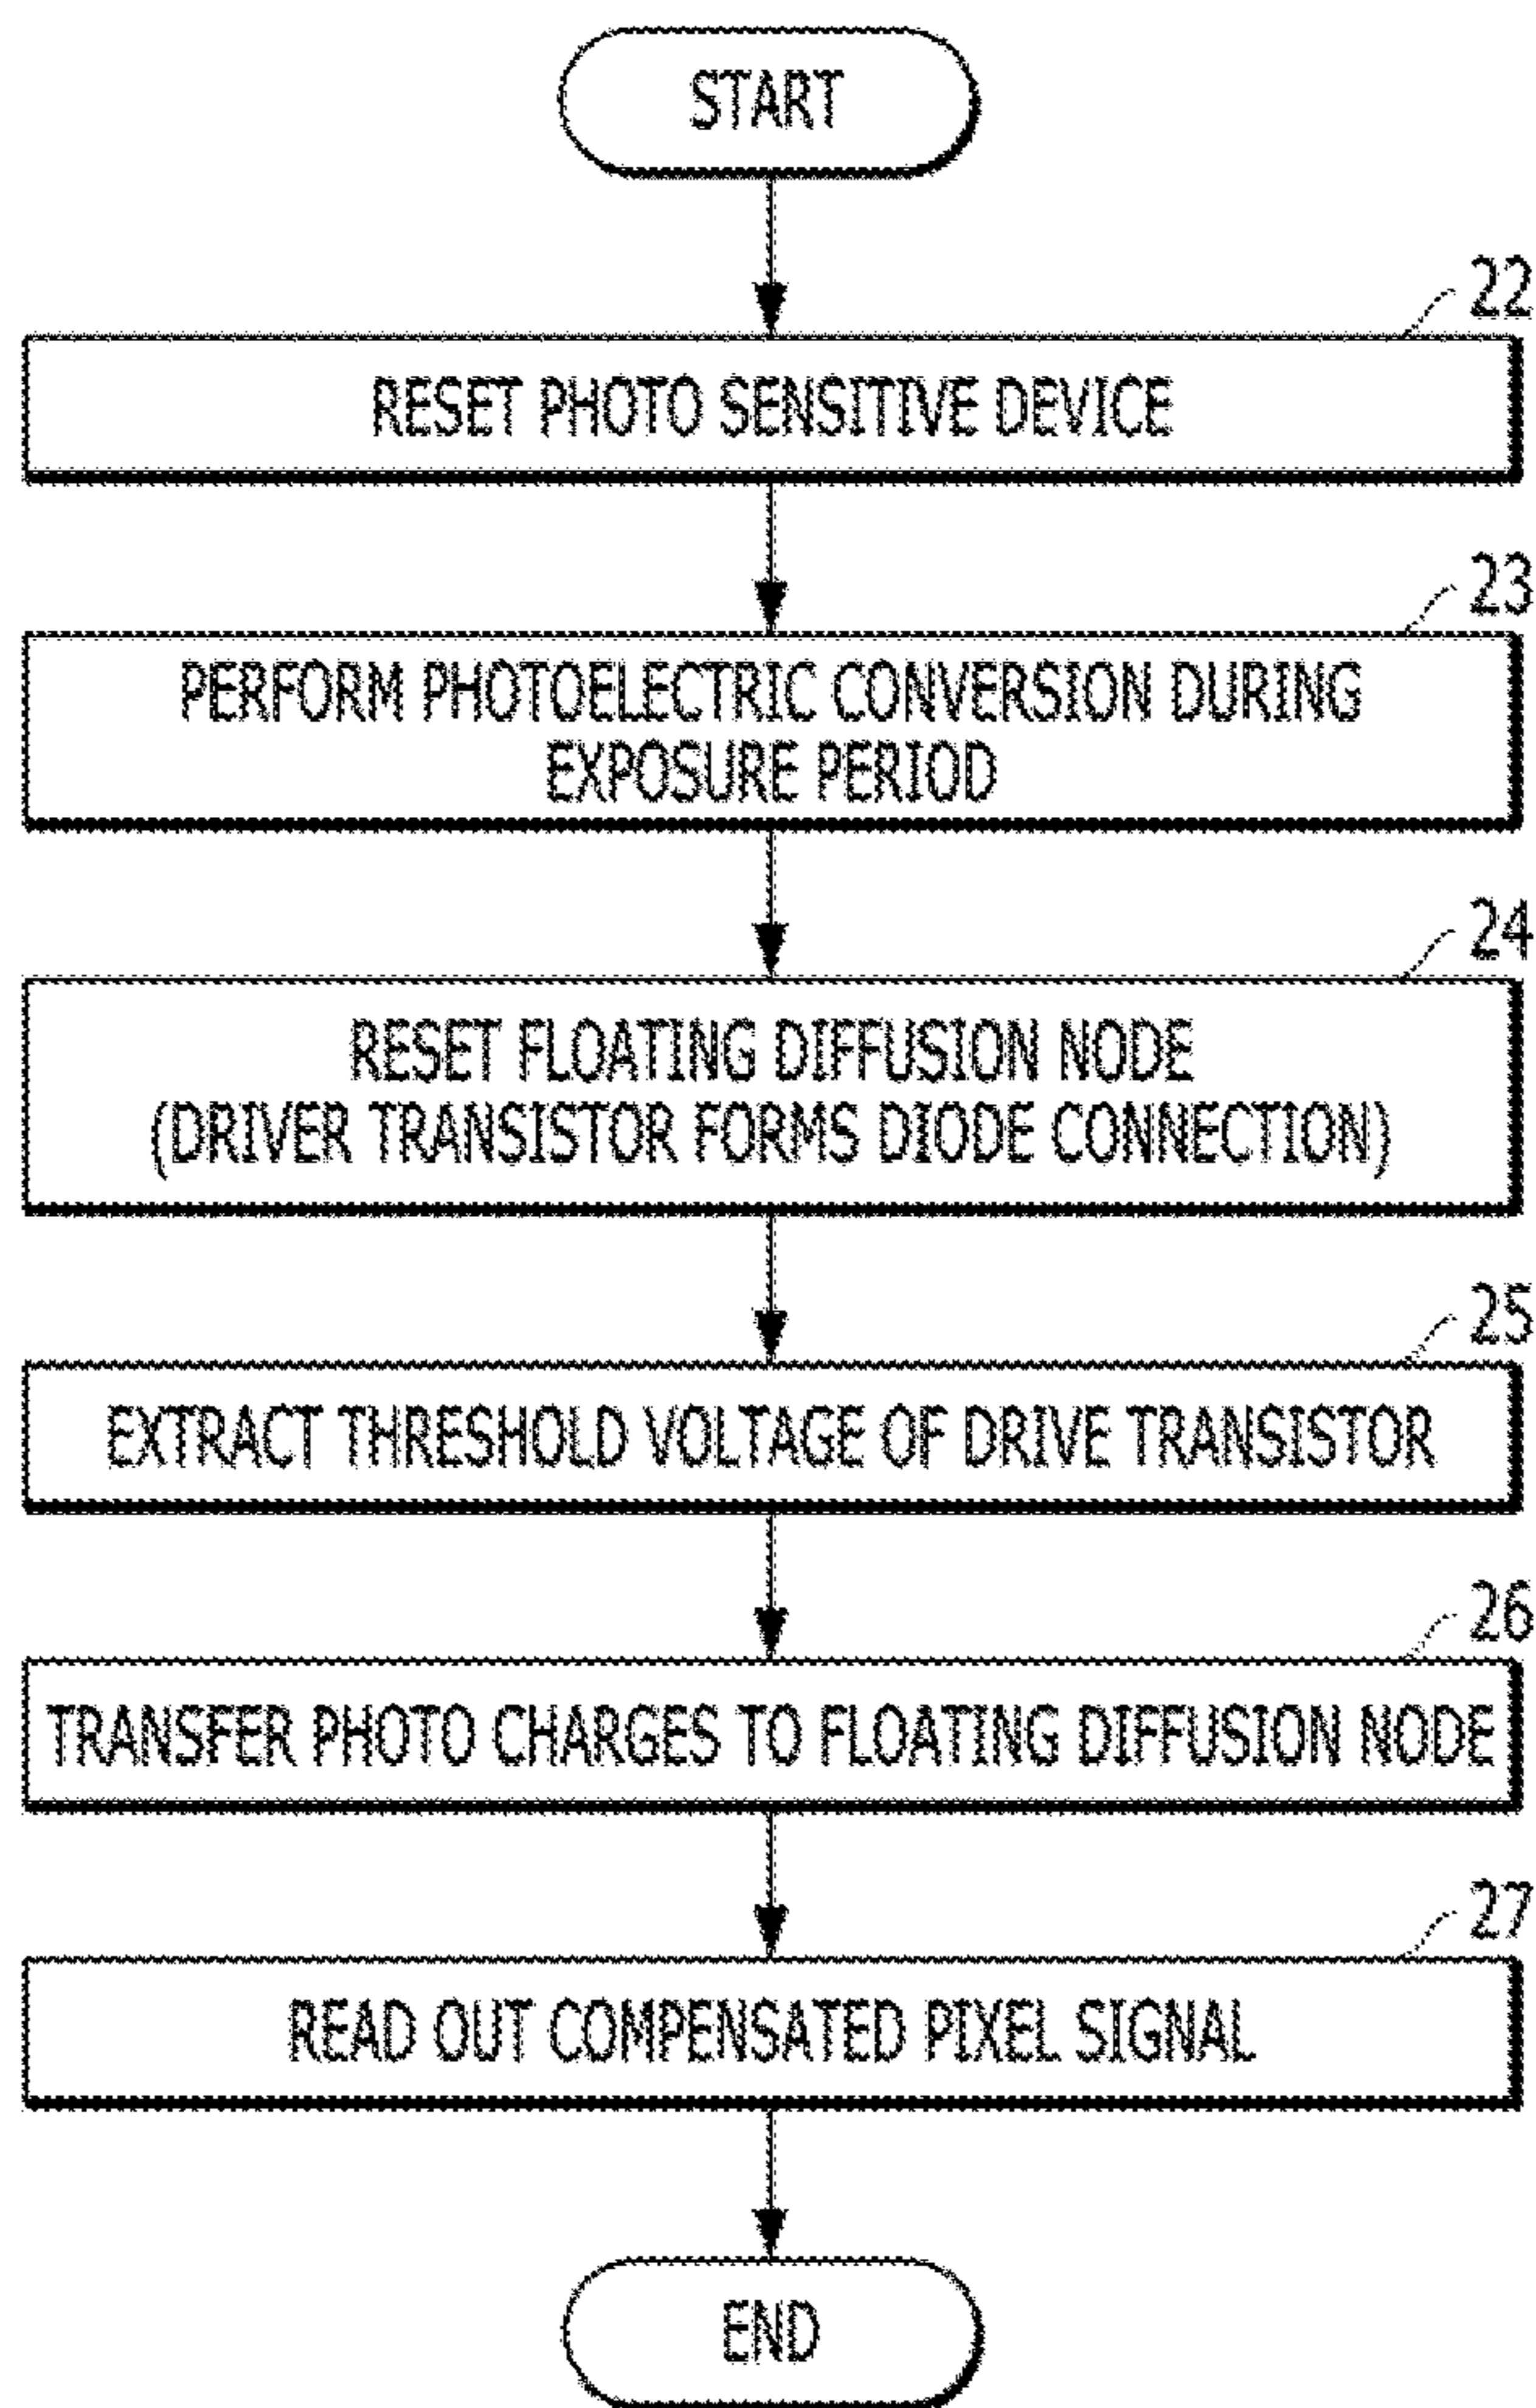 START
22
RESET PHOTO SENSITIVE DEVICE
23
PERFORM PHOTOELECTRIC CONVERSION DURING
EXPOSURE PERIOD
24
RESET FLOATING DIFFUSION NODE
(DRIVER TRANSISTOR FORMS DIODE CONNECTION)
25
EXTRACT THRESHOLD VOLTAGE OF DRIVE TRANSISTOR
26
TRANSFER PHOTO CHARGES TO FLOATING DIFFUSION NODE
27
READ OUT COMPENSATED PIXEL SIGNAL
END